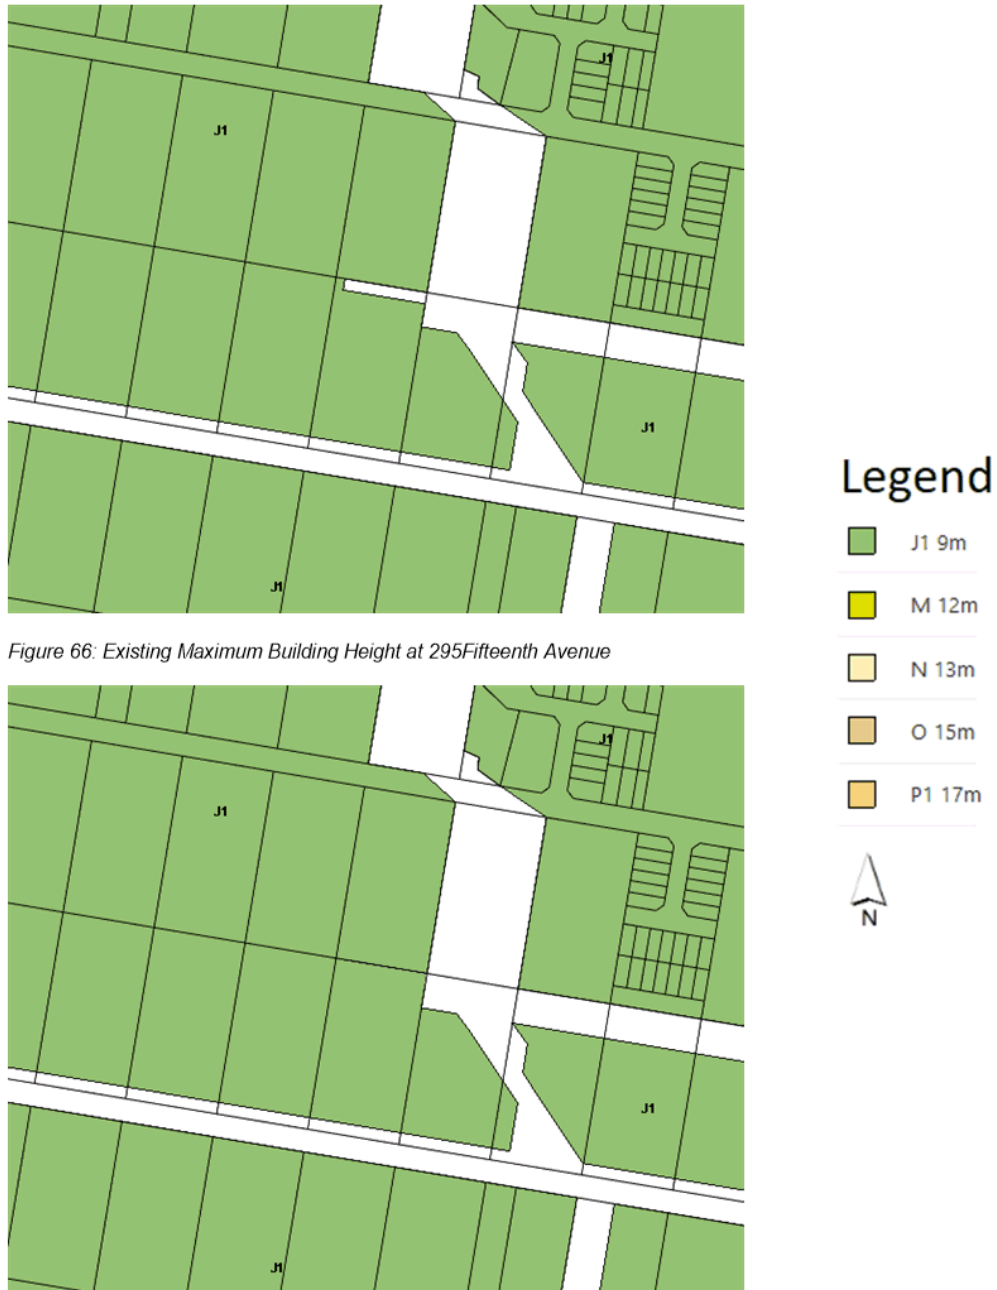 J1
J1
J1
J1
Figure 66: Existing Maximum Building Height at 295Fifteenth Avenue
J1
J1
J1
J1
Legend
J1 9m
M 12m
N 13m
O 15m
P1 17m
N